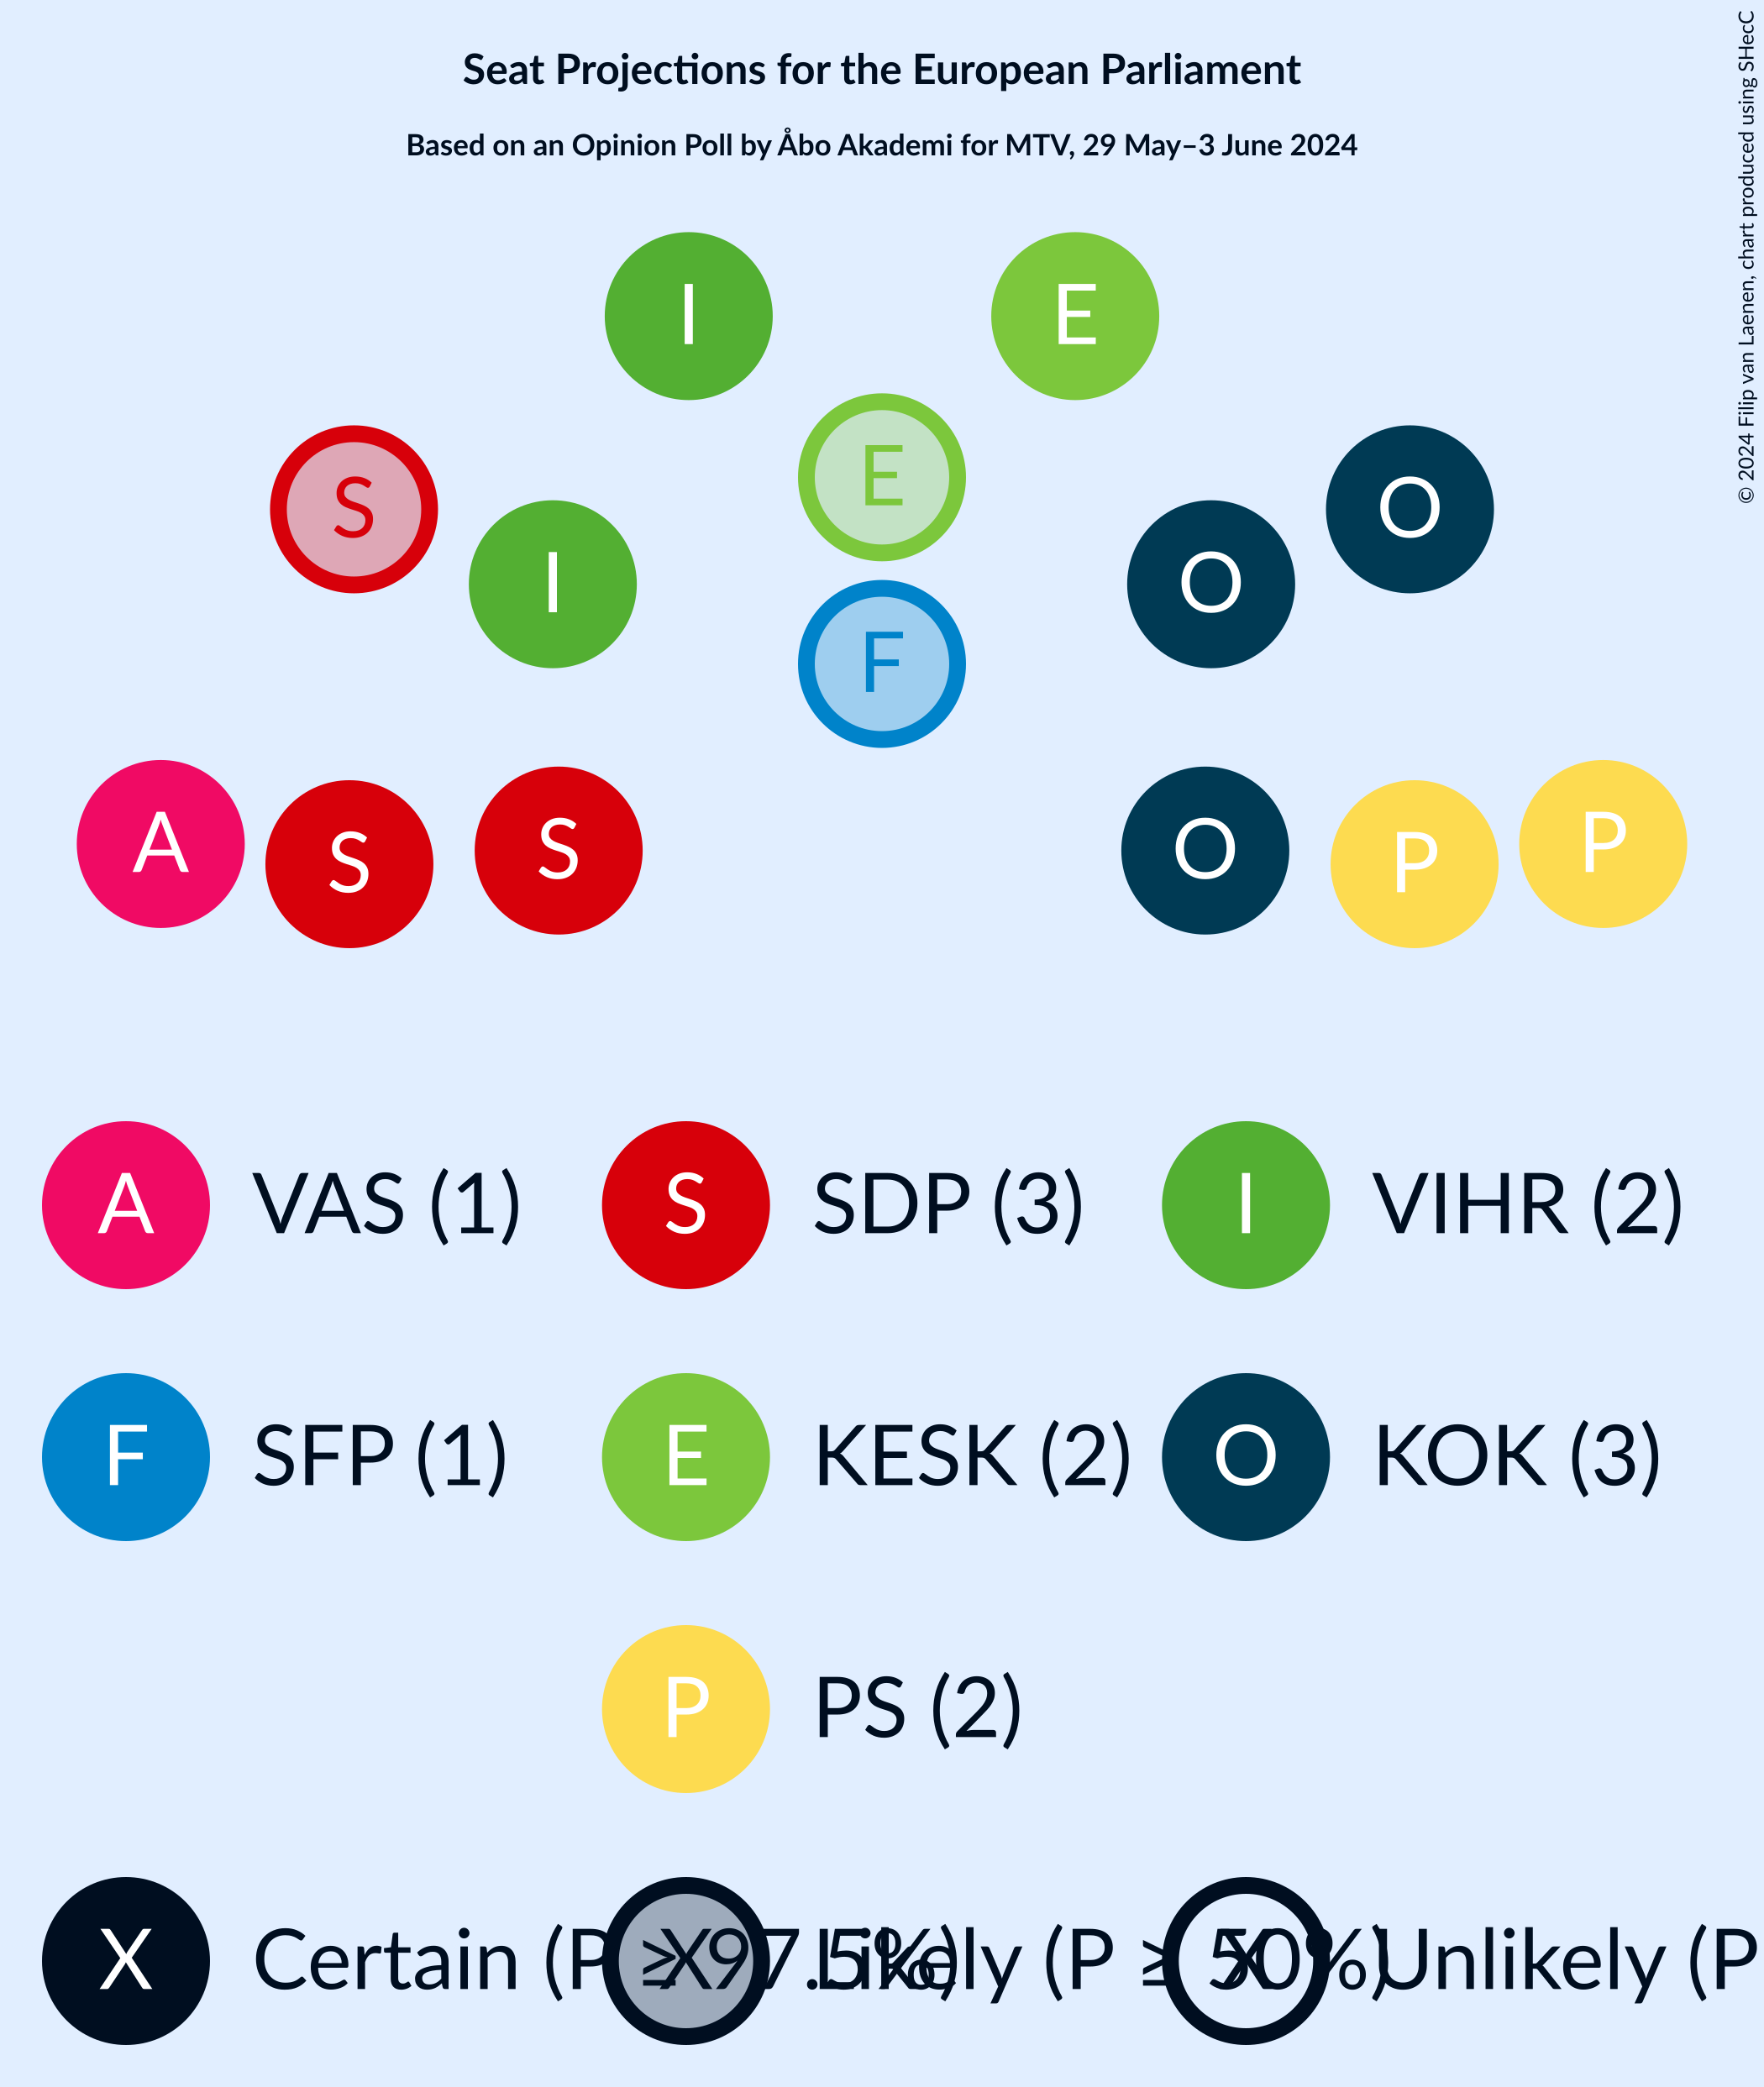 Seat Projections for the European Parliament
Based on an Opinion Poll by Åbo Akademi for MTV, 29 May–3 June 2024
© 2024 Filip van Laenen, chart produced using SHecC
I E
E
S O
I O
F
A P
S S O P
A VAS (1) S SDP (3) I VIHR (2)
F SFP (1) E KESK (2) O KOK (3)
P PS (2)
X Certain (P ≥ 97.5%) X Likely (P ≥ 50%) X Unlikely (P